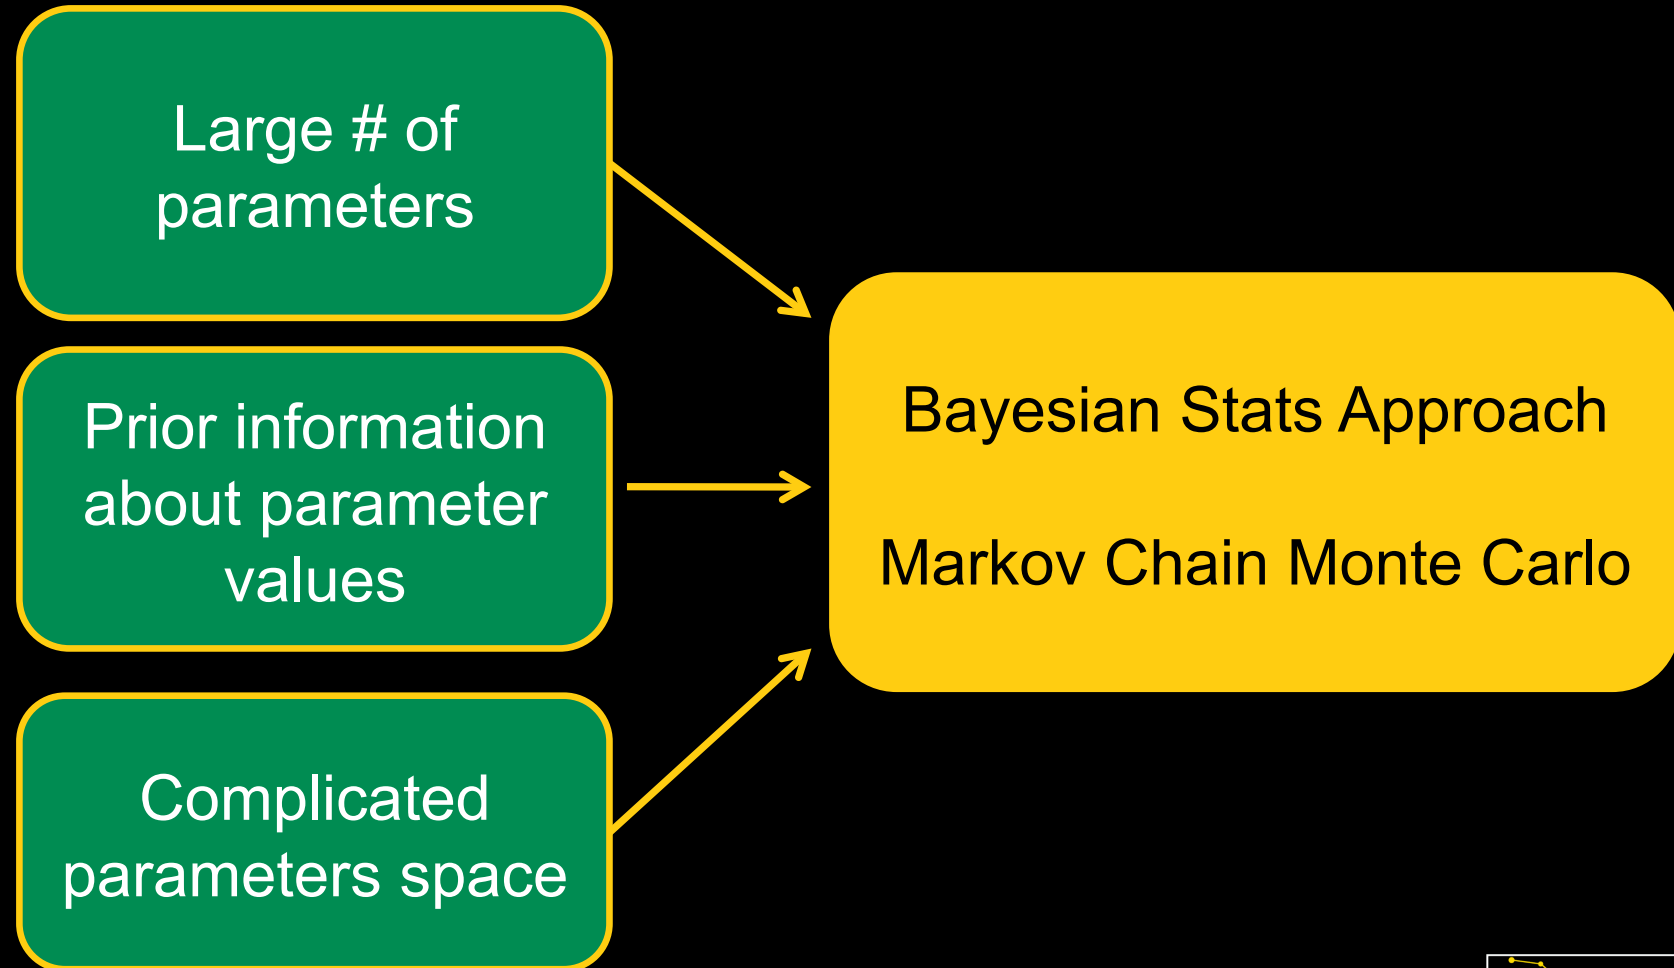 Large # of
parameters
Prior information
about parameter
values
Complicated
parameters space
Bayesian Stats Approach
Markov Chain Monte Carlo